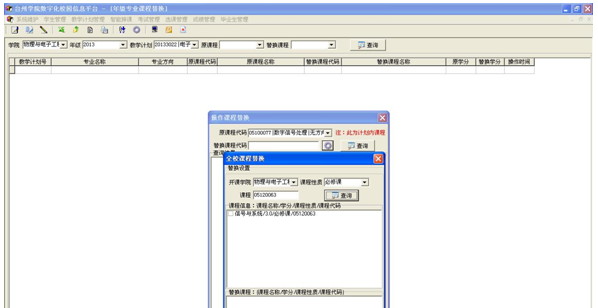 台州学院数字化校园信息平台 - [年级专业课程替换]
系统维护 学生管理 教学计划管理 智能排课 考试管理 选课管理 成绩管理 毕业生管理
学院 物理与电子工 年级 2013 教学计划 20133022|电子 原课程 替换课程 查询
教学计划号 专业名称 专业方向 原课程代码 原课程名称 替换课程代码 替换课程名称 原学分 替换学分 操作时间
操作课程替换
原课程代码 05100077|数字信号处理|无方 注:此为计划内课程
替换课程代码 查询
全校课程替换
替换设置
开课学院 物理与电子工 课程性质 必修课
课程 05120063 查询
课程信息:课程名称/学分/课程性质/课程代码
信号与系统/3.0/必修课/05120063
替换课程:(课程名称/学分/课程性质/课程代码)